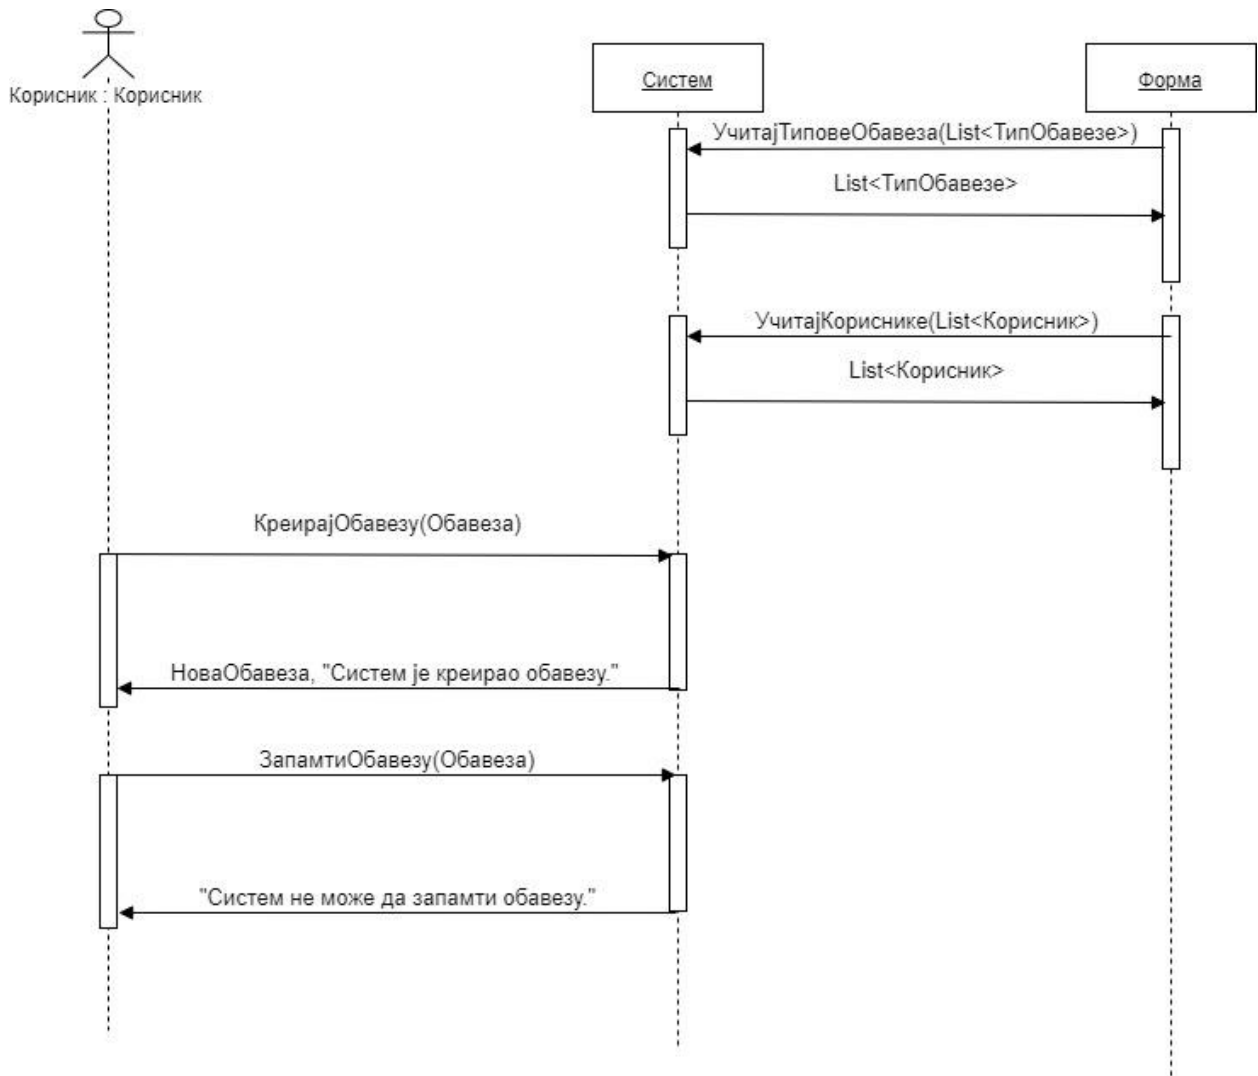 Корисник : Корисник
Систем
Форма
УчитајТиповеОбавеза(List<ТипОбавезе>)
List<ТипОбавезе>
УчитајКориснике(List<Корисник>)
List<Корисник>
КреирајОбавезу(Обавеза)
НоваОбавеза, "Систем је креирао обавезу."
ЗапамтиОбавезу(Обавеза)
"Систем не може да запамти обавезу."